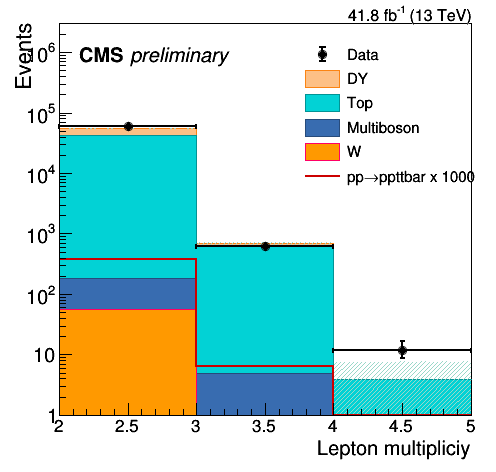 41.8 fb⁻¹ (13 TeV)
Events
CMS preliminary
Data
DY
Top
Multiboson
W
pp→ppttbar x 1000
10⁶
10⁵
10⁴
10³
10²
10
1
2 2.5 3 3.5 4 4.5 5
Lepton multipliciy